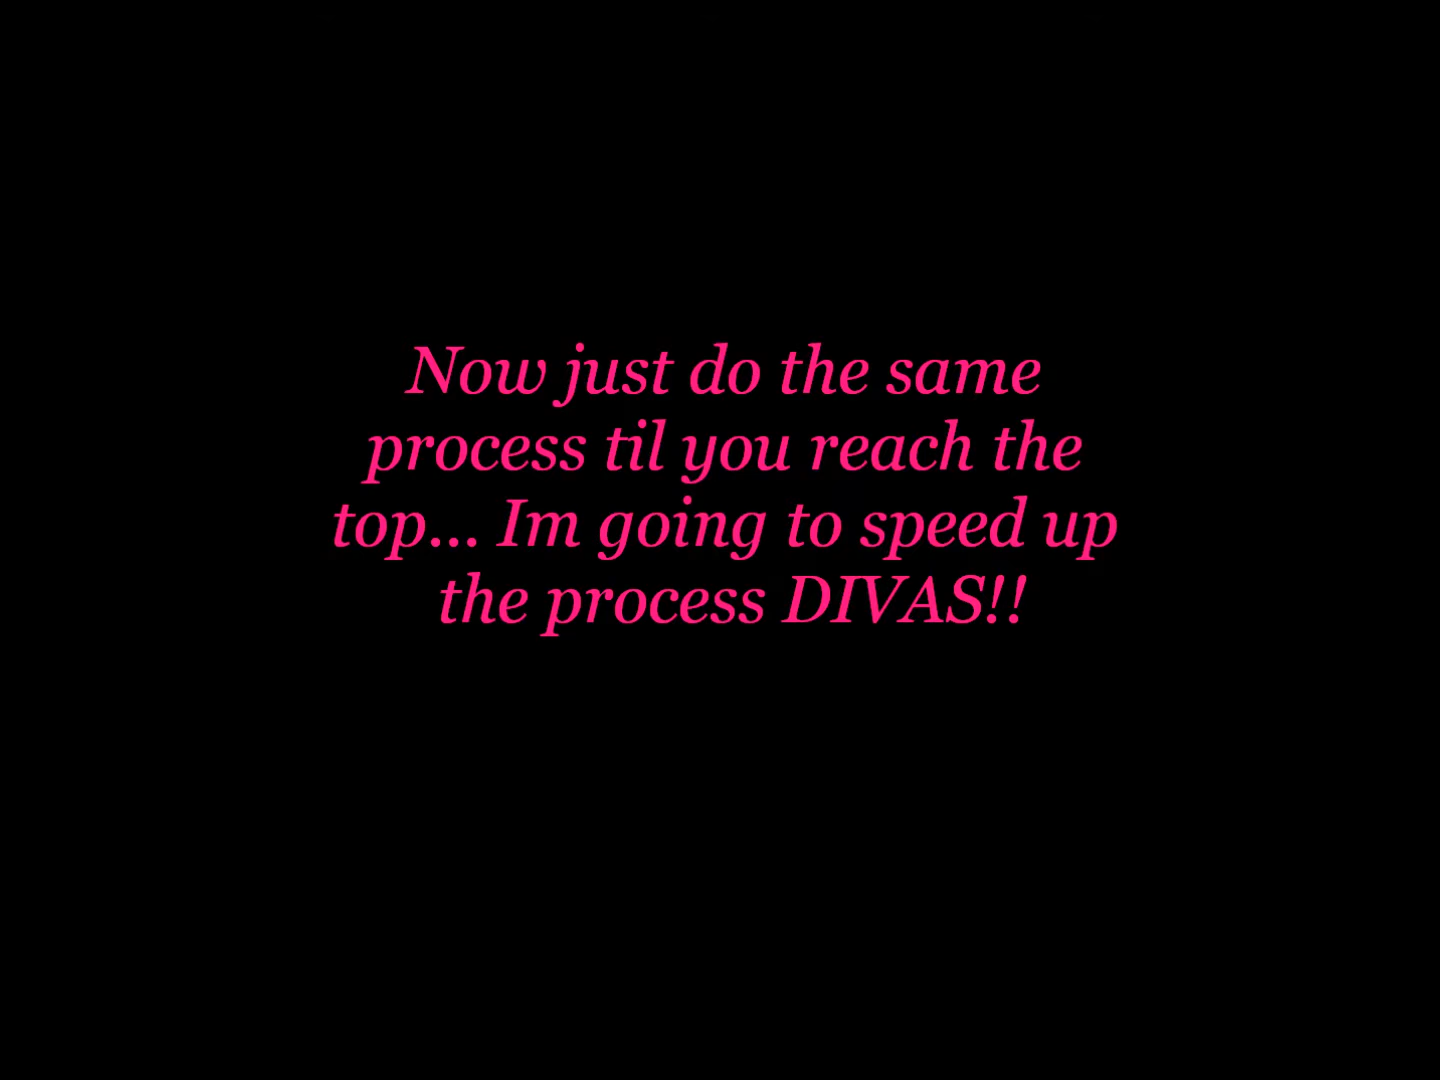 Now just do the same
process til you reach the
top... Im going to speed up
the process DIVAS!!